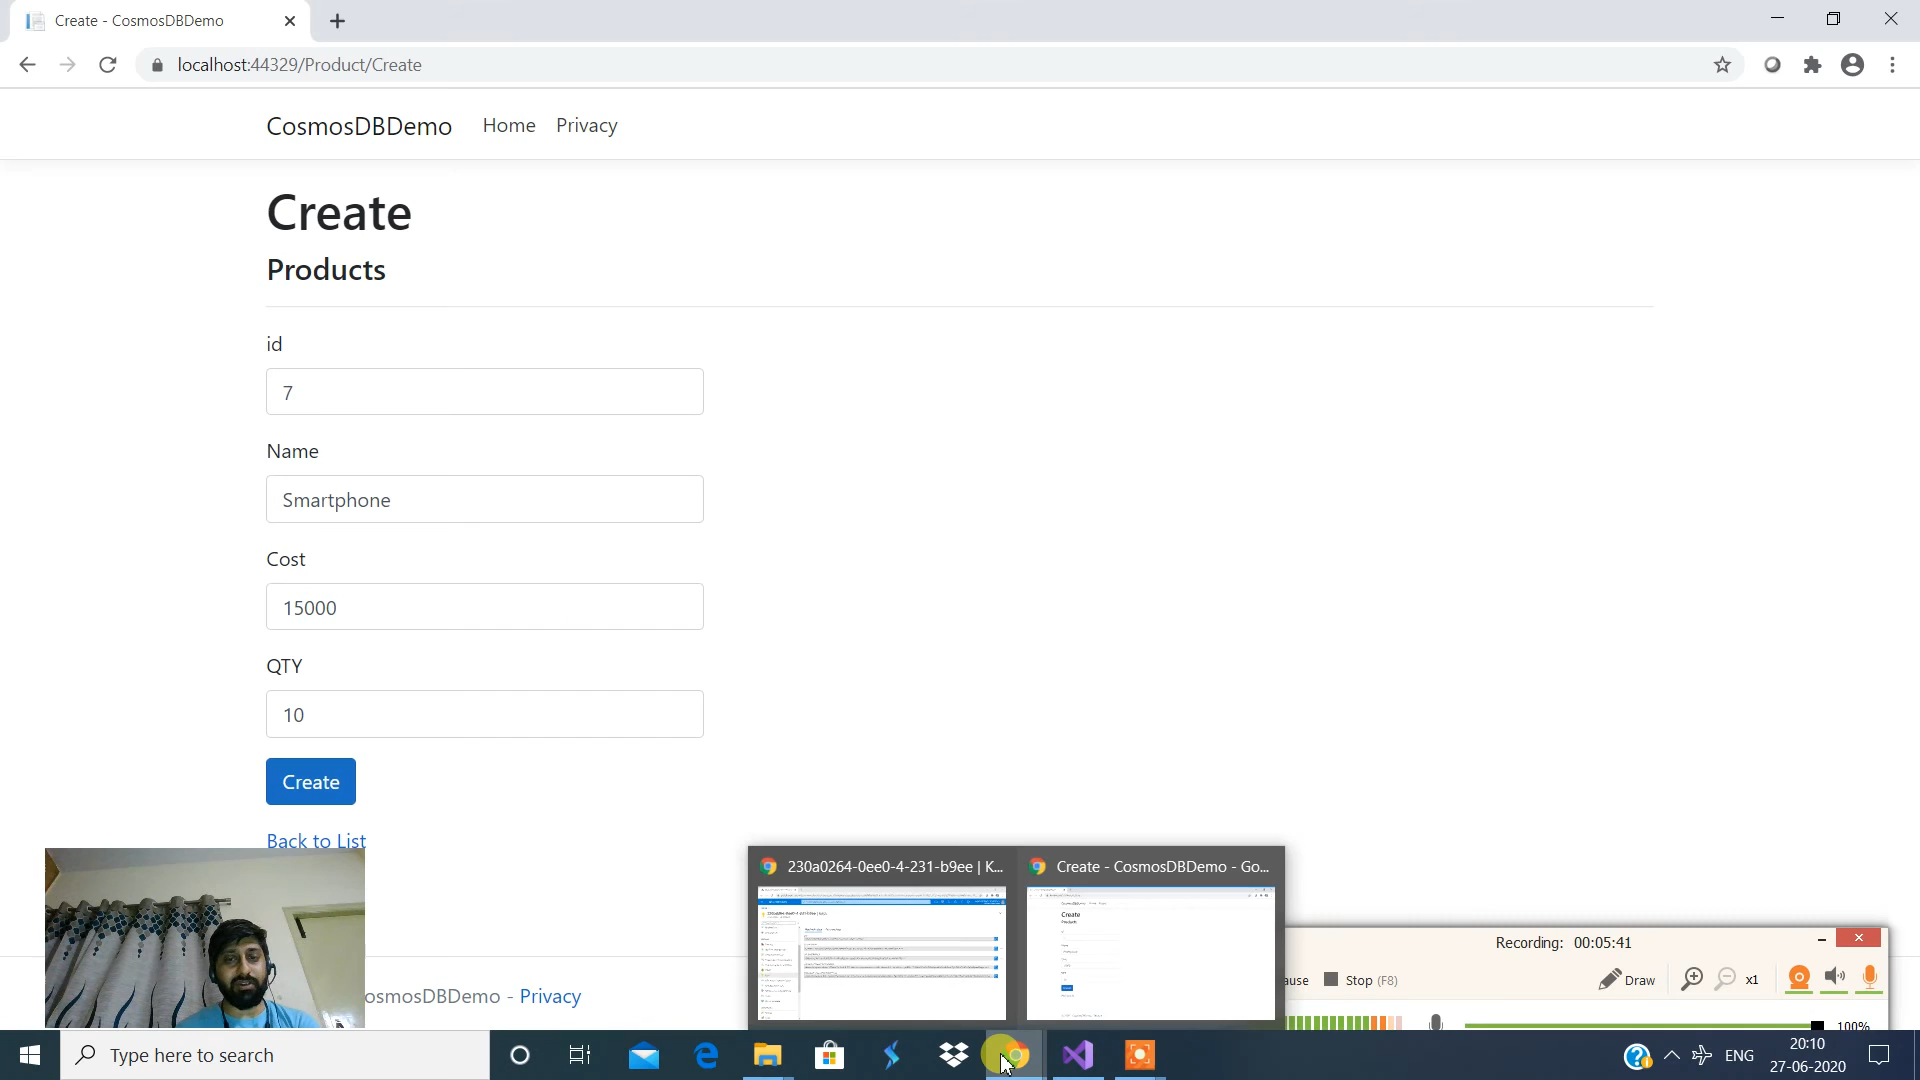 Create - CosmosDBDemo
localhost:44329/Product/Create
CosmosDBDemo Home Privacy
Create
Products
id
7
Name
Smartphone
Cost
15000
QTY
10
Create
Back to List
osmosDBDemo - Privacy
230a0264-0ee0-4-231-b9ee | K...
Create - CosmosDBDemo - Go...
Recording: 00:05:41
ause Stop (F8) Draw x1
100%
Type here to search
ENG
20:10
27-06-2020